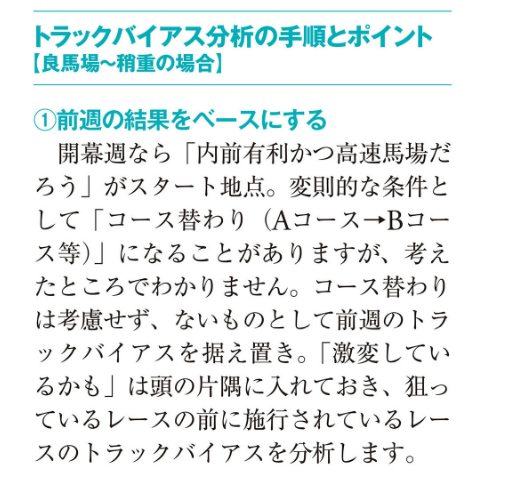 トラックバイアス分析の手順とポイント
【良馬場〜稍重の場合】
①前週の結果をベースにする
　開幕週なら「内前有利かつ高速馬場だ
ろう」がスタート地点。変則的な条件と
して「コース替わり（Aコース→Bコー
ス等）」になることがありますが、考え
たところでわかりません。コース替わり
は考慮せず、ないものとして前週のトラ
ックバイアスを据え置き。「激変してい
るかも」は頭の片隅に入れておき、狙っ
ているレースの前に施行されているレー
スのトラックバイアスを分析します。